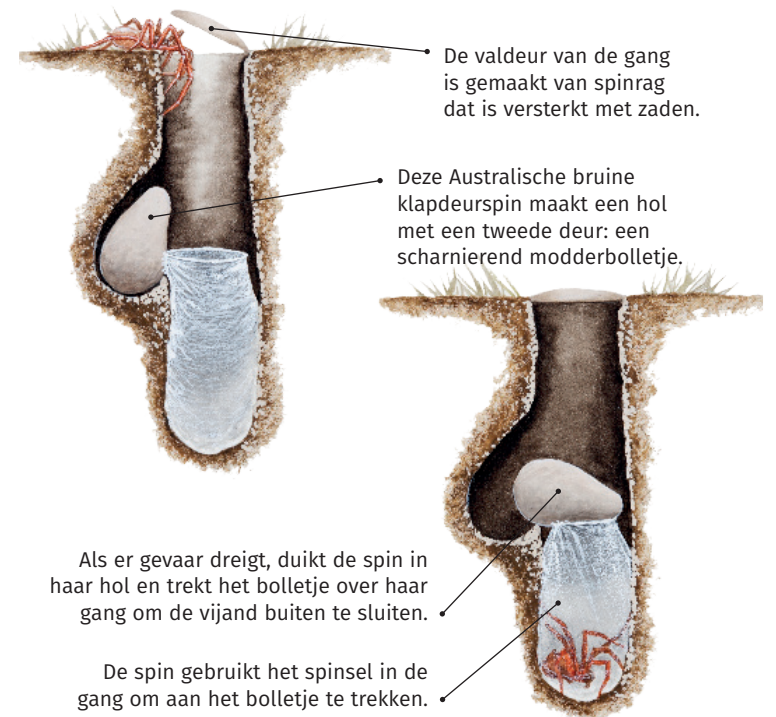 De valdeur van de gang
is gemaakt van spinrag
dat is versterkt met zaden.
Deze Australische bruine
klapdeurspin maakt een hol
met een tweede deur: een
scharnierend modderbolletje.
Als er gevaar dreigt, duikt de spin in
haar hol en trekt het bolletje over haar
gang om de vijand buiten te sluiten.
De spin gebruikt het spinsel in de
gang om aan het bolletje te trekken.